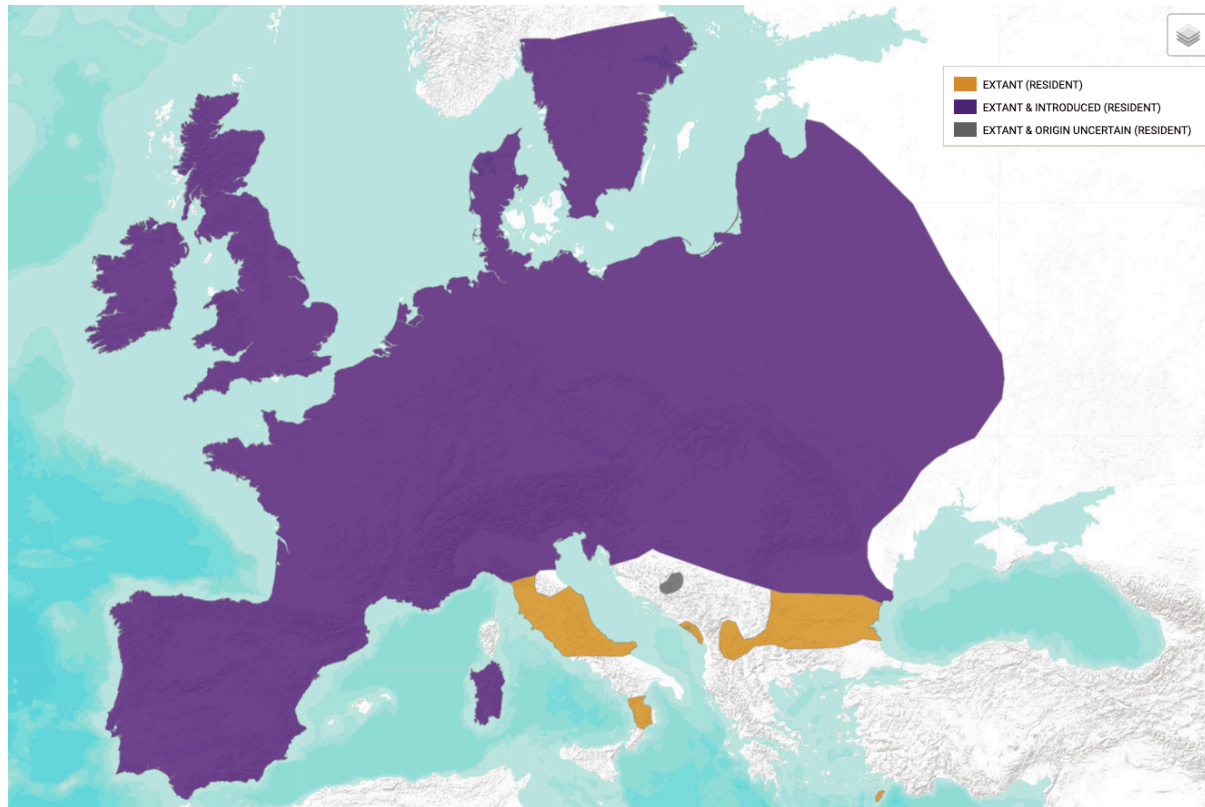 EXTANT (RESIDENT)
EXTANT & INTRODUCED (RESIDENT)
EXTANT & ORIGIN UNCERTAIN (RESIDENT)